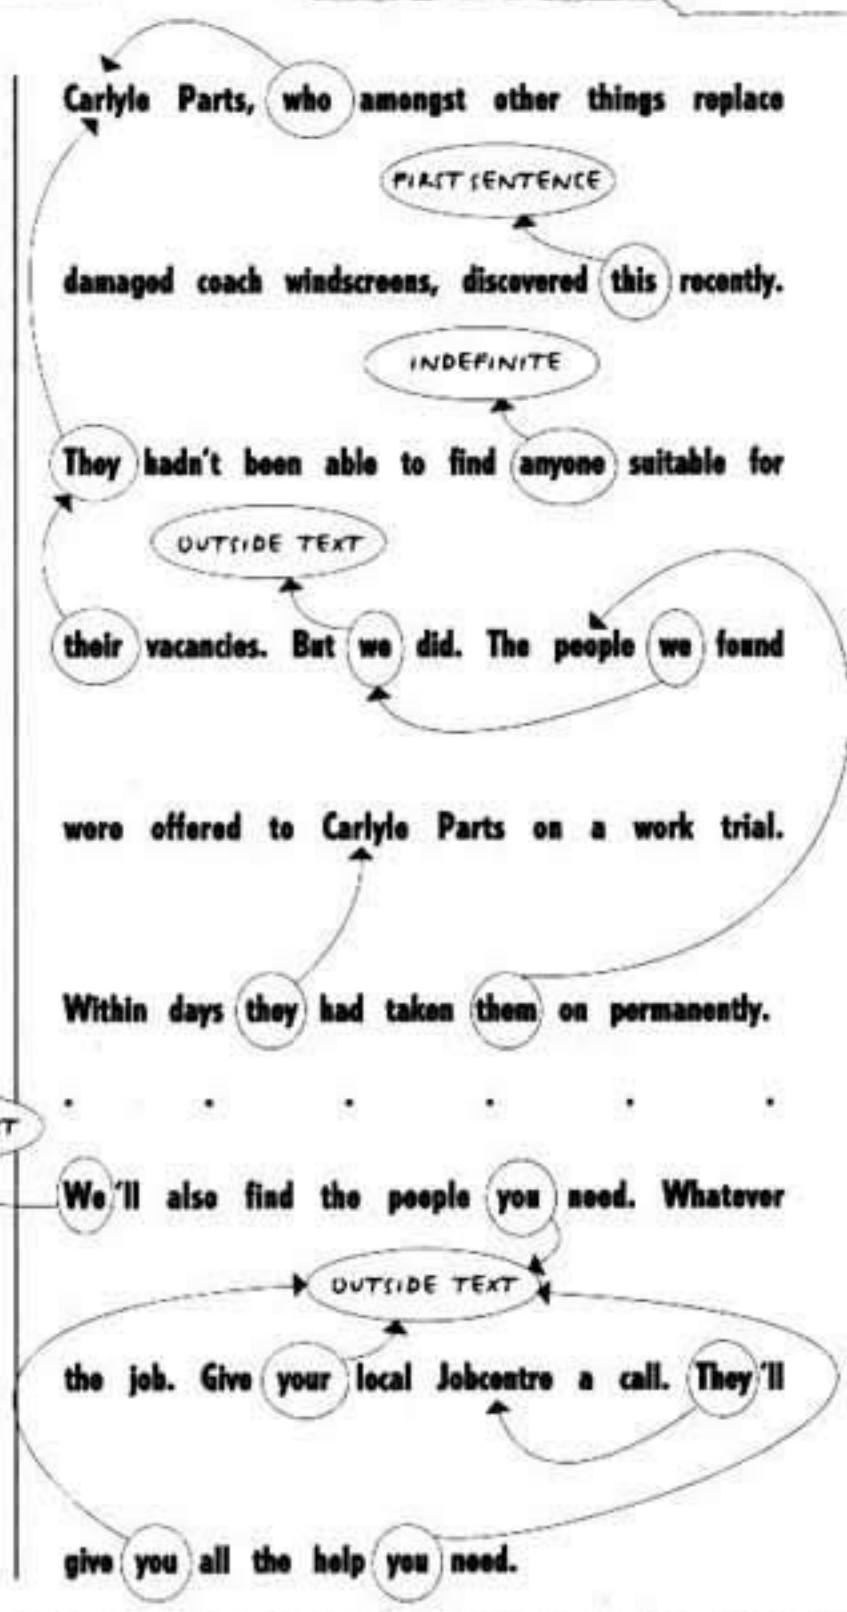 Carlyle Parts, who amongst other things replace
FIRST SENTENCE
damaged coach windscreens, discovered this recently.
INDEFINITE
They hadn't been able to find anyone suitable for
OUTSIDE TEXT
their vacancies. But we did. The people we found
were offered to Carlyle Parts on a work trial.
Within days they had taken them on permanently.
We'll also find the people you need. Whatever
OUTSIDE TEXT
the job. Give your local Jobcentre a call. They'll
give you all the help you need.